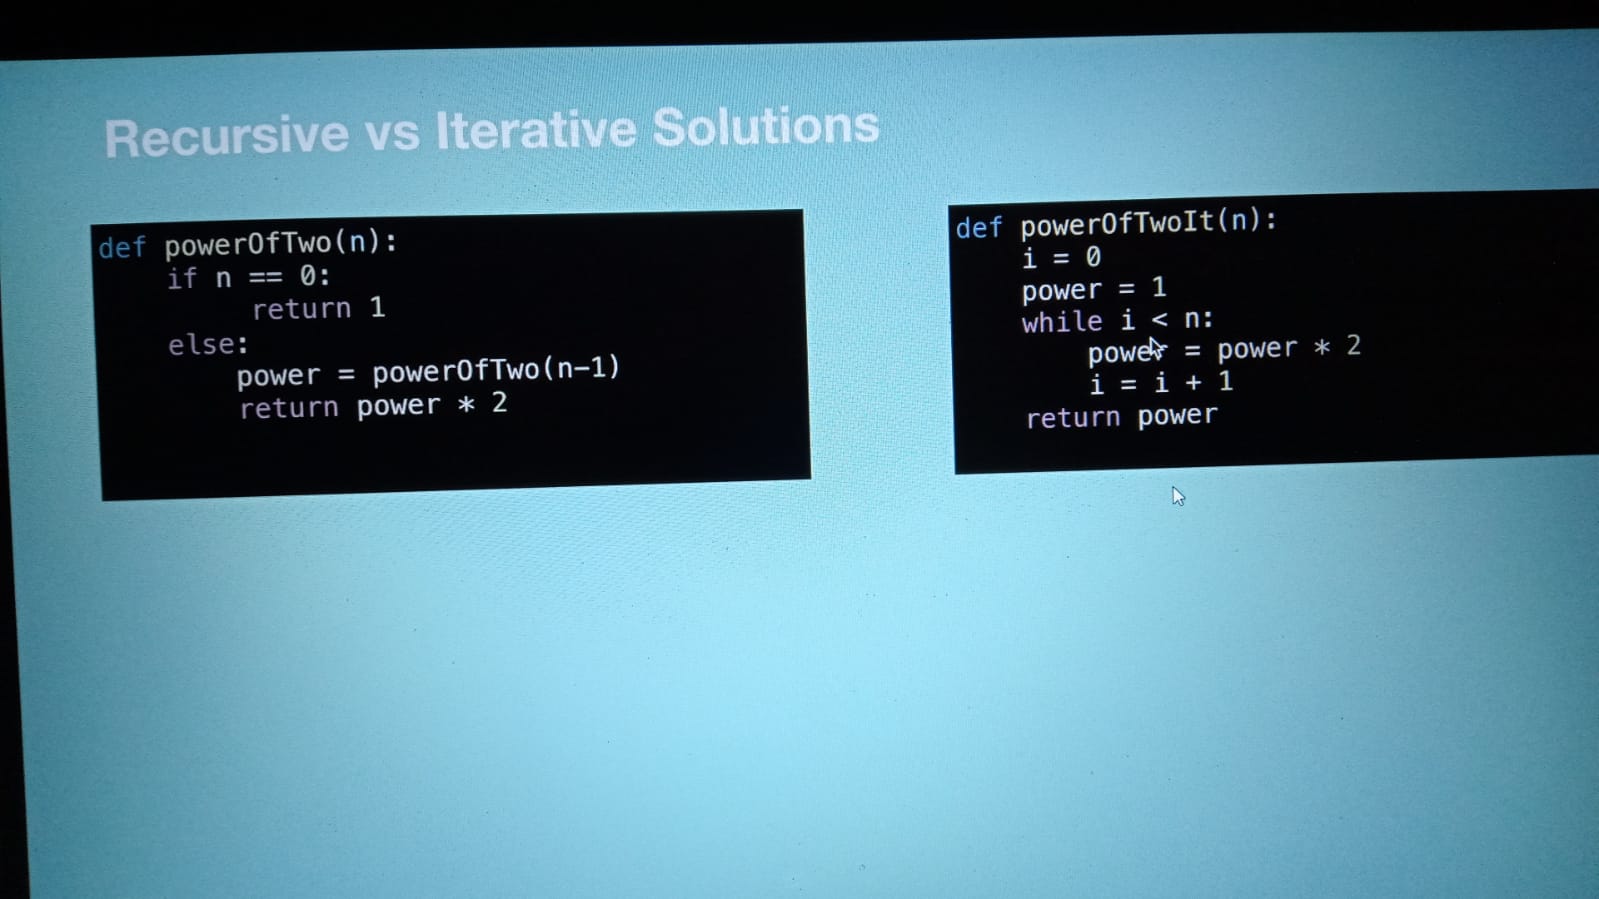 Recursive vs Iterative Solutions
def powerOfTwo(n):
    if n == 0:
        return 1
    else:
        power = powerOfTwo(n-1)
        return power * 2
def powerOfTwoIt(n):
    i = 0
    power = 1
    while i < n:
        power = power * 2
        i = i + 1
    return power